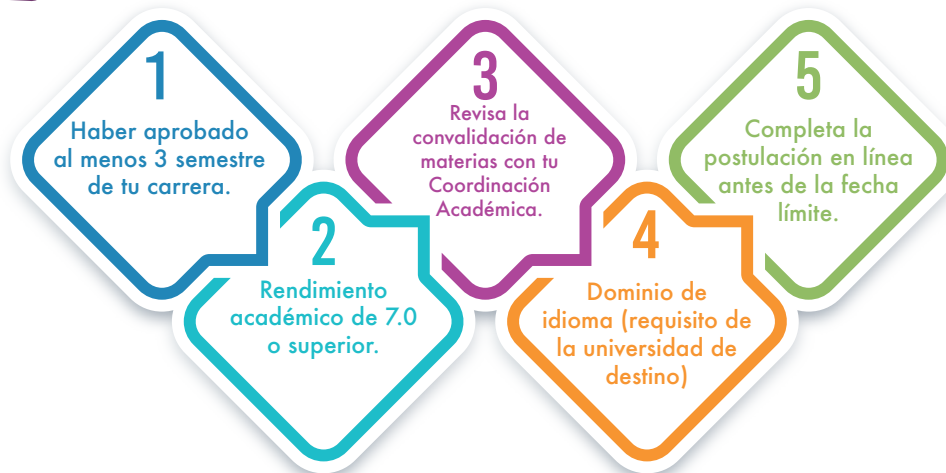 1
Haber aprobado
al menos 3 semestre
de tu carrera.
2
Rendimiento
académico de 7.0
o superior.
3
Revisa la
convalidación de
materias con tu
Coordinación
Académica.
4
Dominio de
idioma (requisito de
la universidad de
destino)
5
Completa la
postulación en línea
antes de la fecha
límite.